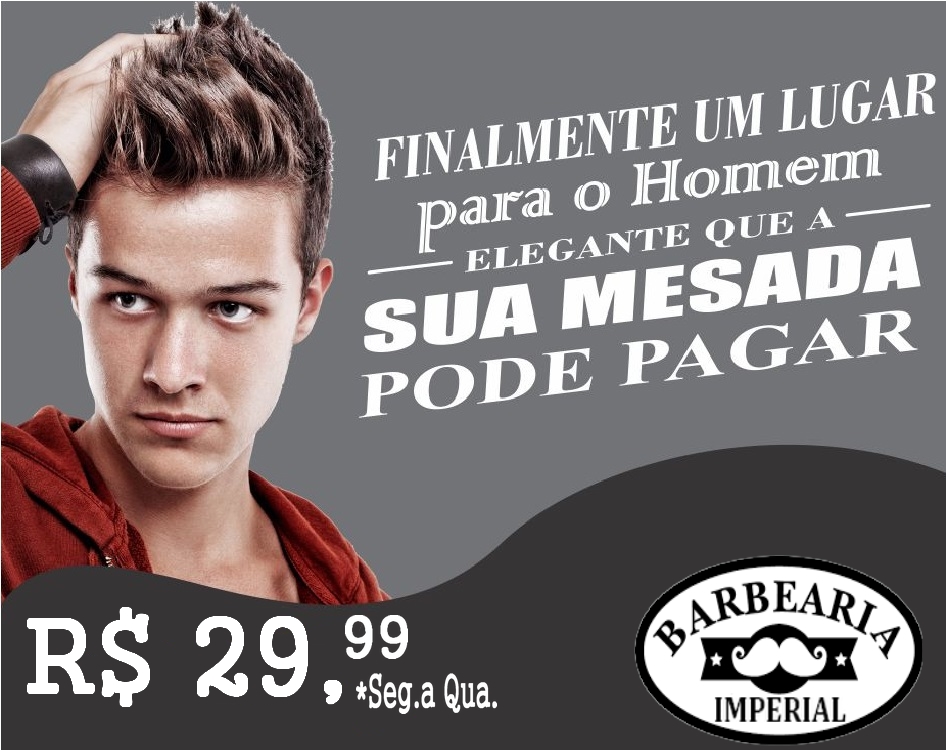 FINALMENTE UM LUGAR
para o Homem
ELEGANTE QUE A
SUA MESADA
PODE PAGAR
R$ 29,99
*Seg.a Qua.
BARBEARIA
IMPERIAL